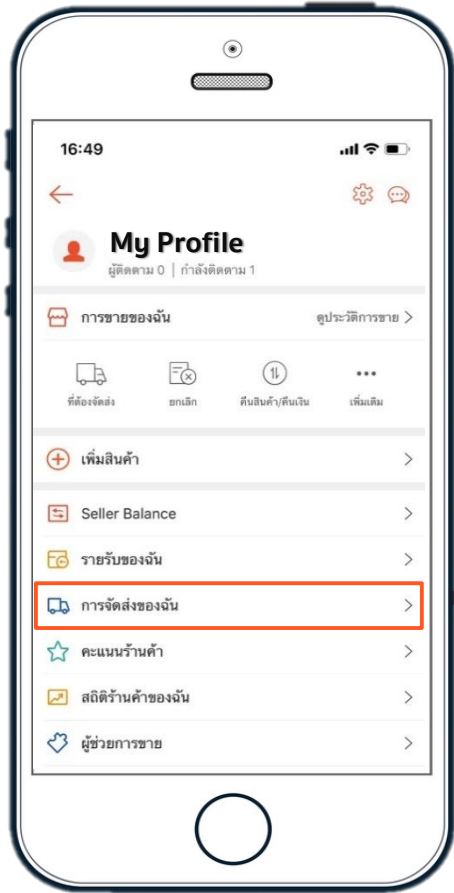 16:49
My Profile
ผู้ติดตาม 0 | กำลังติดตาม 1
การขายของฉัน ดูประวัติการขาย >
ที่ต้องจัดส่ง ยกเลิก คืนสินค้า/คืนเงิน เพิ่มเติม
เพิ่มสินค้า
Seller Balance
รายรับของฉัน
การจัดส่งของฉัน
คะแนนร้านค้า
สถิติร้านค้าของฉัน
ผู้ช่วยการขาย